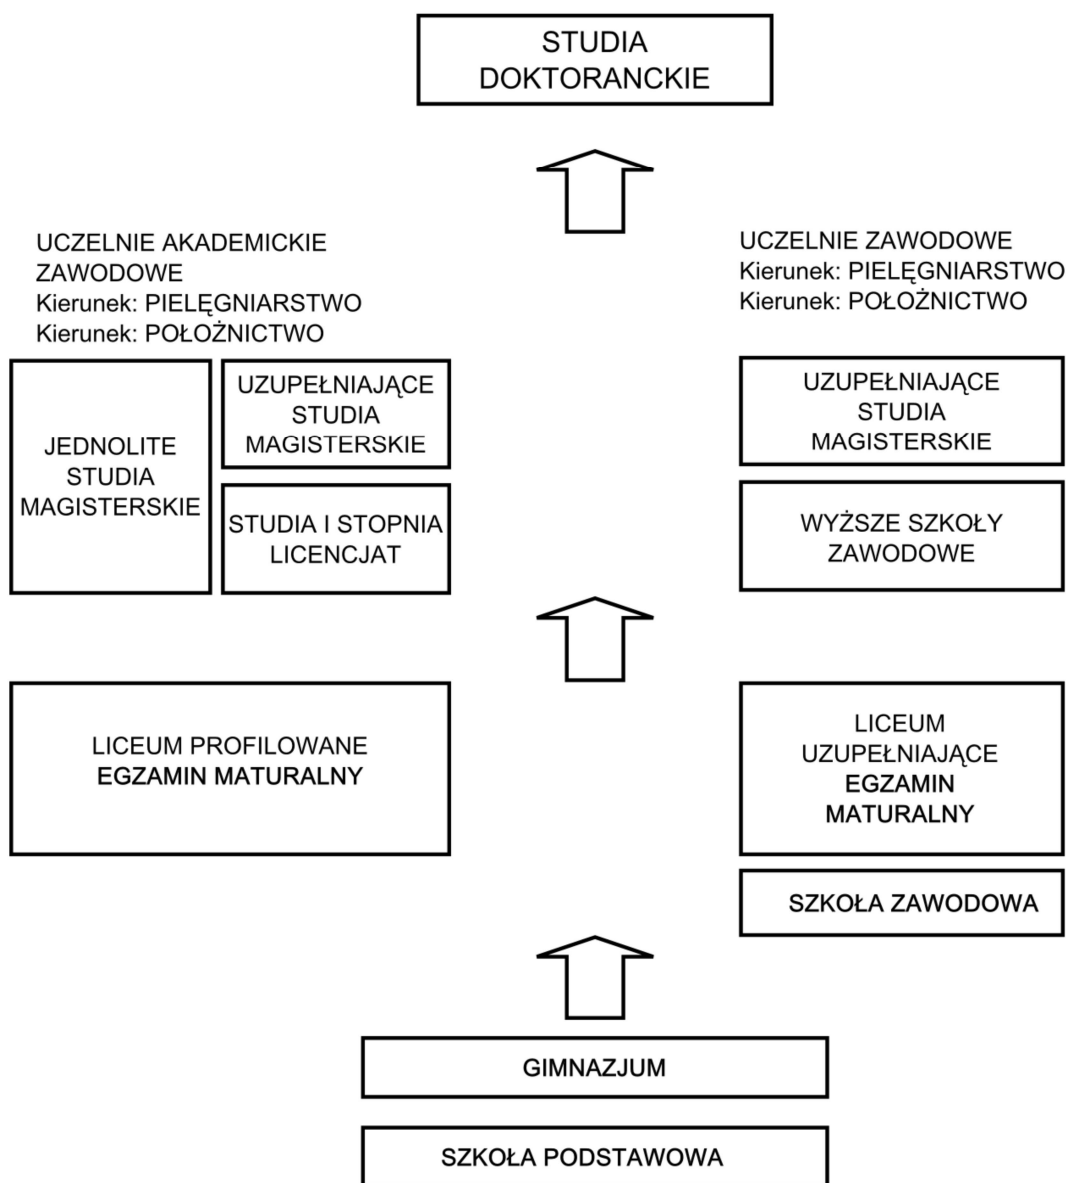 STUDIA
DOKTORANCKIE
UCZELNIE AKADEMICKIE
ZAWODOWE
Kierunek: PIELĘGNIARSTWO
Kierunek: POŁOŻNICTWO
UCZELNIE ZAWODOWE
Kierunek: PIELĘGNIARSTWO
Kierunek: POŁOŻNICTWO
JEDNOLITE
STUDIA
MAGISTERSKIE
UZUPEŁNIAJĄCE
STUDIA
MAGISTERSKIE
STUDIA I STOPNIA
LICENCJAT
UZUPEŁNIAJĄCE
STUDIA
MAGISTERSKIE
WYŻSZE SZKOŁY
ZAWODOWE
LICEUM PROFILOWANE
EGZAMIN MATURALNY
LICEUM
UZUPEŁNIAJĄCE
EGZAMIN
MATURALNY
SZKOŁA ZAWODOWA
GIMNAZJUM
SZKOŁA PODSTAWOWA